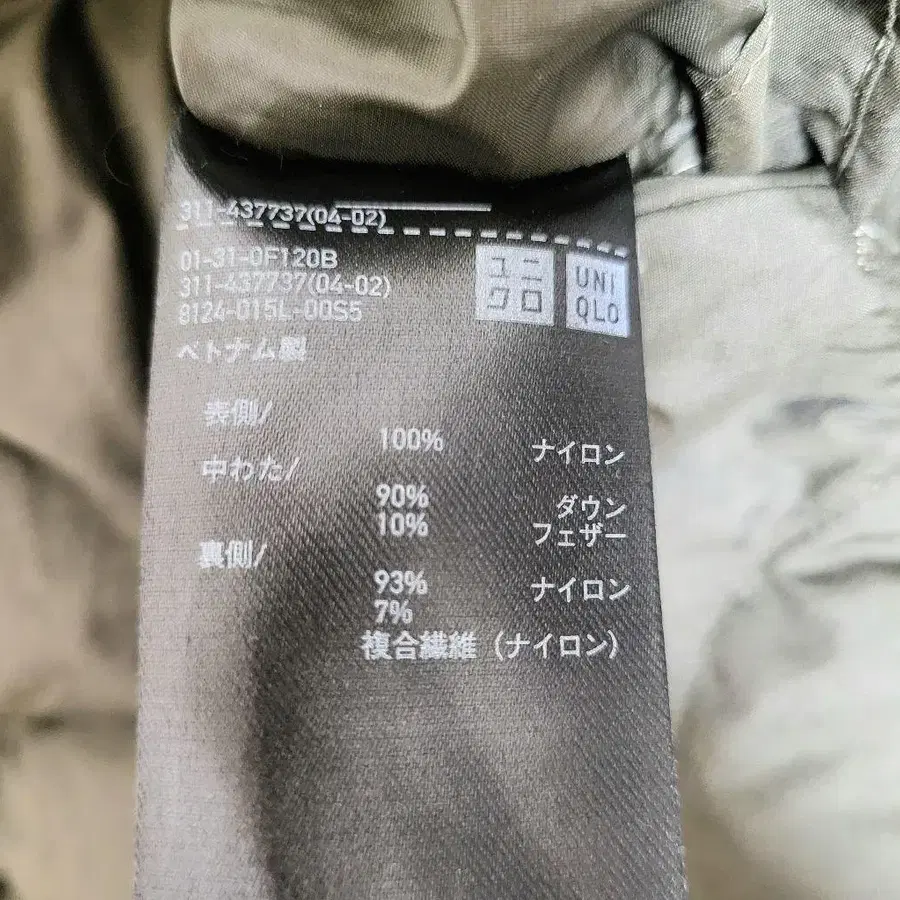 311-437737(04-02)
01-31-0F120B
311-437737(04-02)
8124-015L-00S5
ユニ
クロ
UNI
QLO
ベトナム製
表側/
100% ナイロン
中わた/
90% ダウン
10% フェザー
裏側/
93% ナイロン
7%
複合繊維(ナイロン)